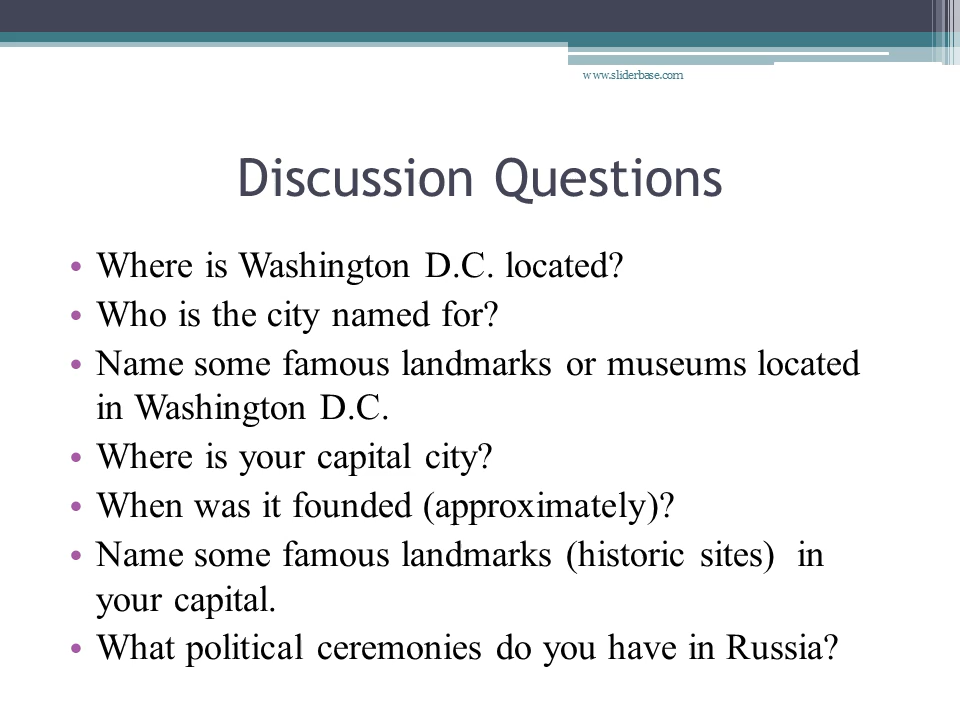 www.sliderbase.com
Discussion Questions
• Where is Washington D.C. located?
• Who is the city named for?
• Name some famous landmarks or museums located
in Washington D.C.
• Where is your capital city?
• When was it founded (approximately)?
• Name some famous landmarks (historic sites)  in
your capital.
• What political ceremonies do you have in Russia?